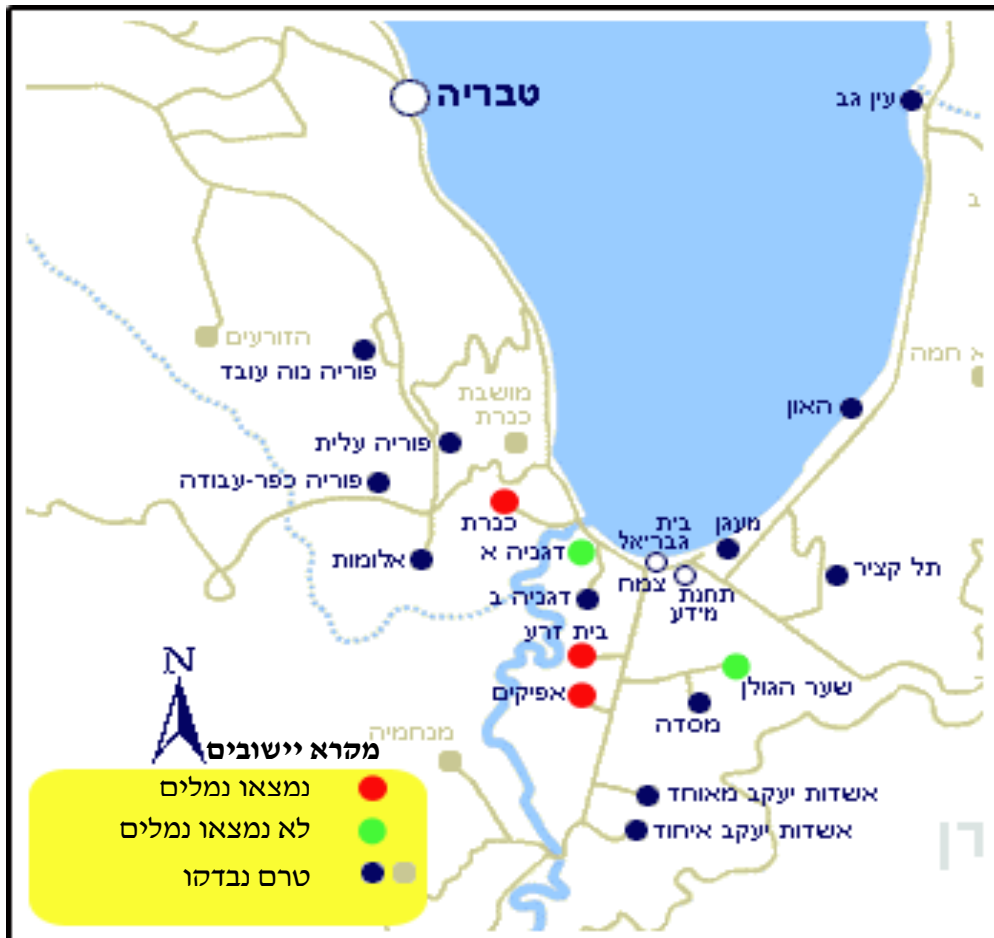 טבריה
עין גב
ב
הזורעים
פוריה נוה עובד
א חמה
מושבת
כנרת
האון
פוריה עלית
פוריה כפר-עבודה
כנרת
בית
גבריאל
מעגן
דגניה א
אלומות
צמח
תחנת
מידע
תל קציר
דגניה ב
בית זרע
N
אפיקים
שער הגולן
מסדה
מנחמיה
מקרא יישובים
נמצאו נמלים
לא נמצאו נמלים
טרם נבדקו
אשדות יעקב מאוחד
אשדות יעקב איחוד
דן